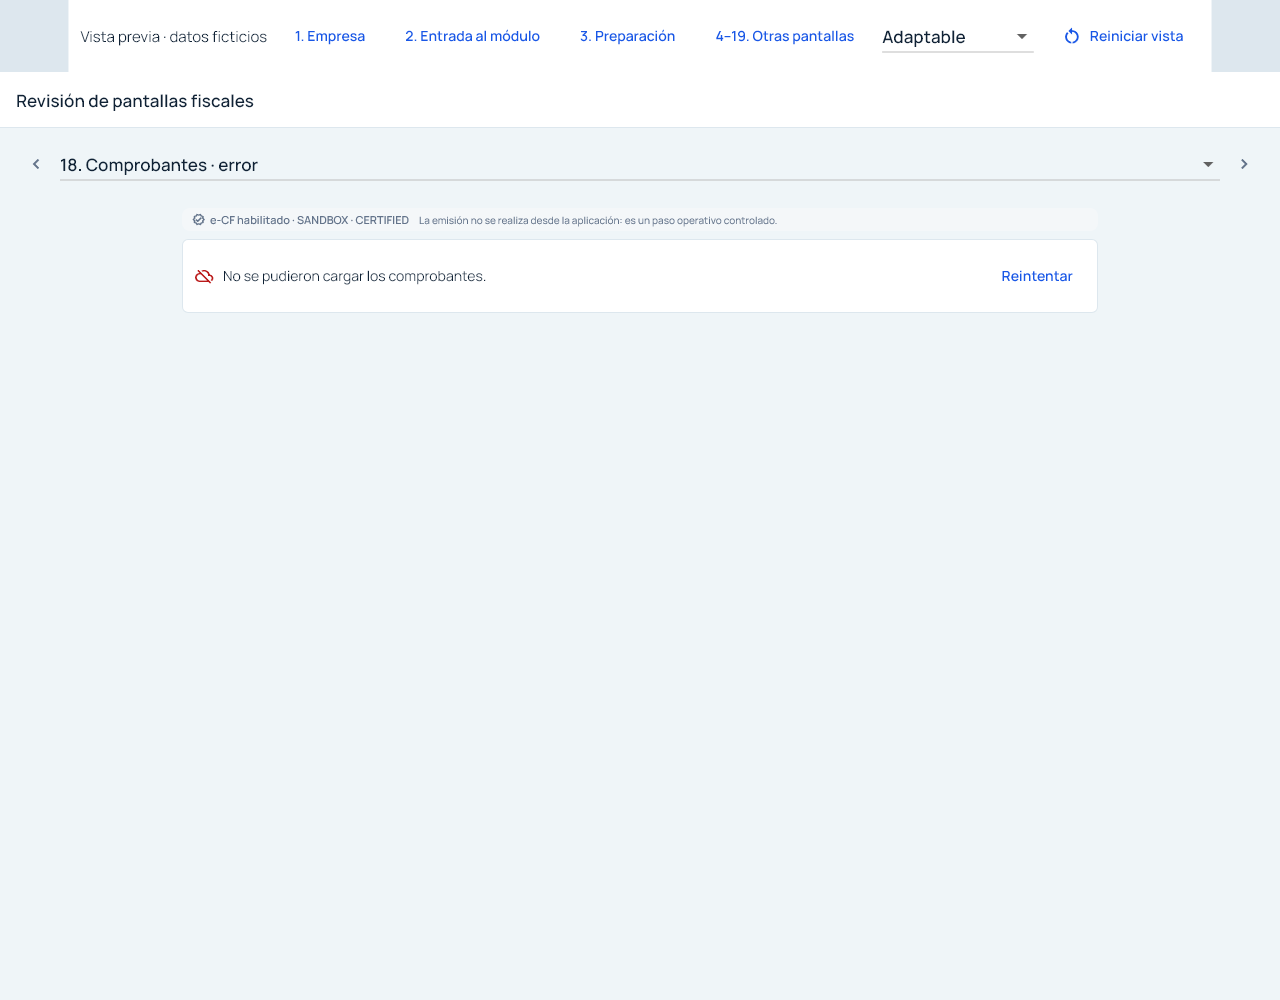 Vista previa · datos ficticios 1. Empresa 2. Entrada al módulo 3. Preparación 4–19. Otras pantallas Adaptable Reiniciar vista
Revisión de pantallas fiscales
18. Comprobantes · error
e-CF habilitado · SANDBOX · CERTIFIED La emisión no se realiza desde la aplicación: es un paso operativo controlado.
No se pudieron cargar los comprobantes. Reintentar